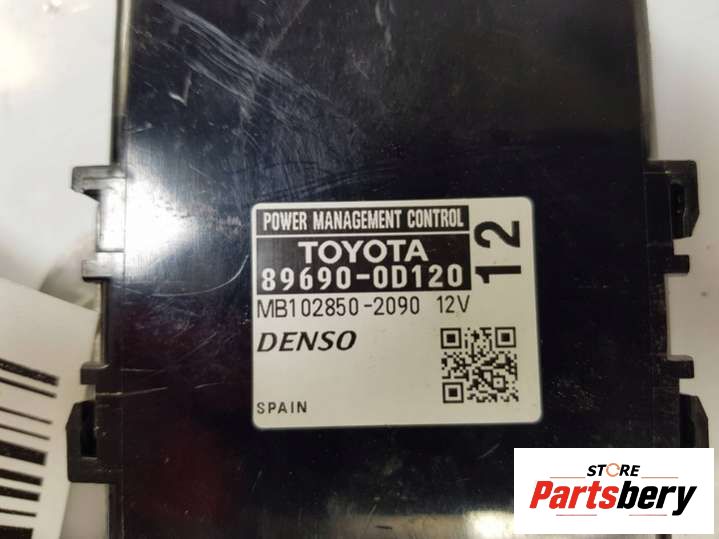 POWER MANAGEMENT CONTROL
TOYOTA
89690-0D120
12
MB102850-2090 12V
DENSO
SPAIN
STORE
Partsbery